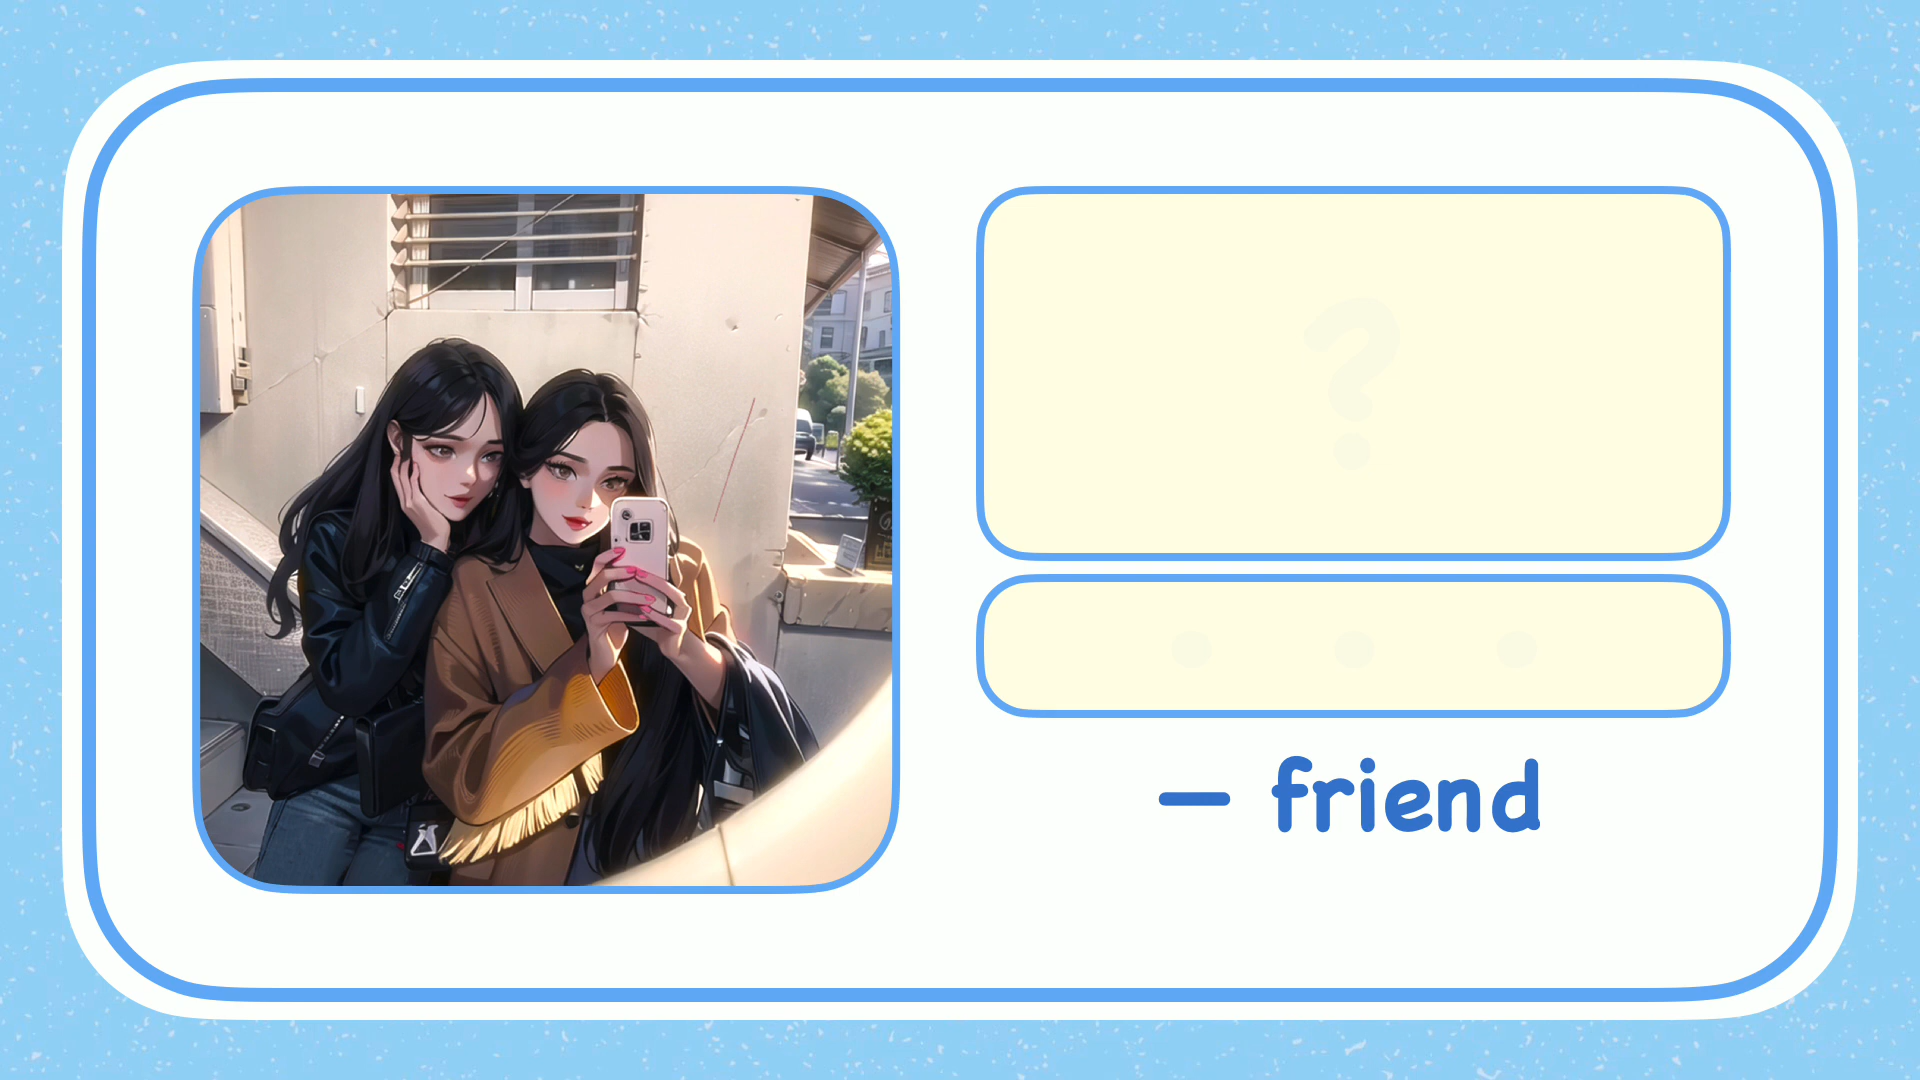 ?
— friend